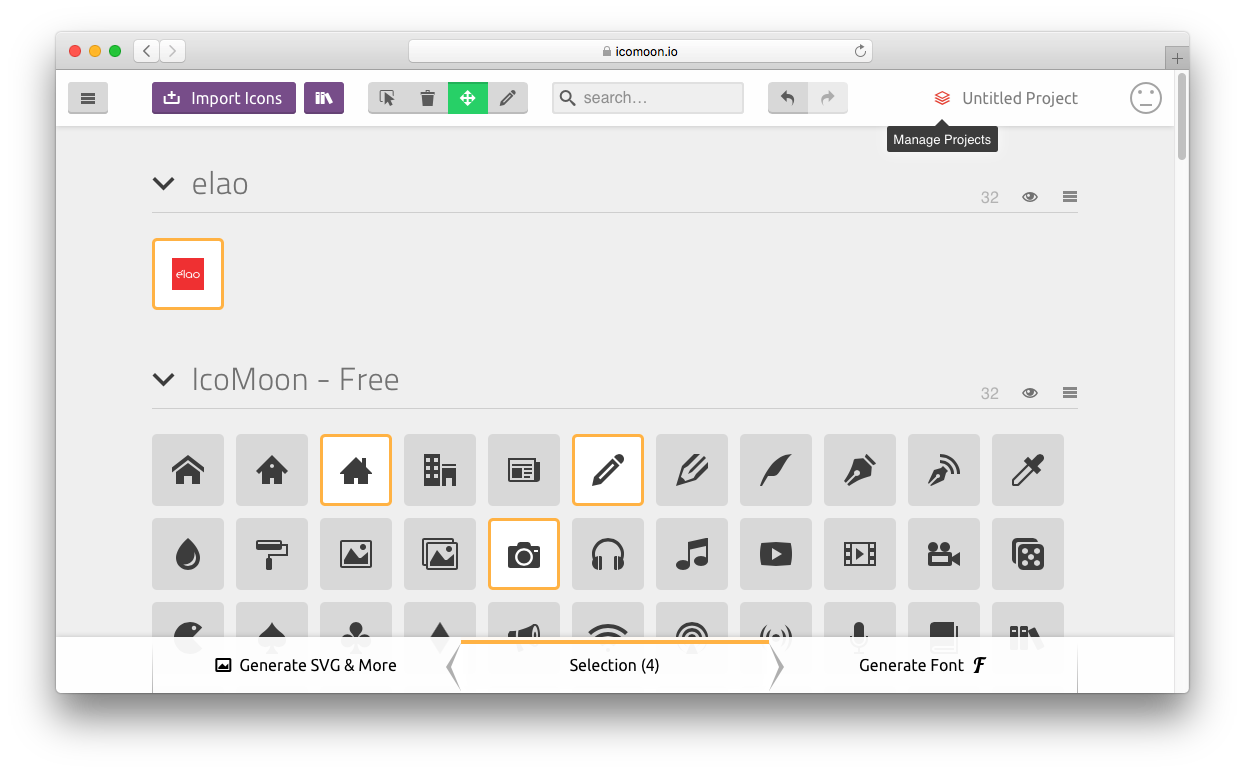 icomoon.io
Import Icons
search...
Untitled Project
Manage Projects
elao
32
elao
IcoMoon - Free
32
Generate SVG & More
Selection (4)
Generate Font